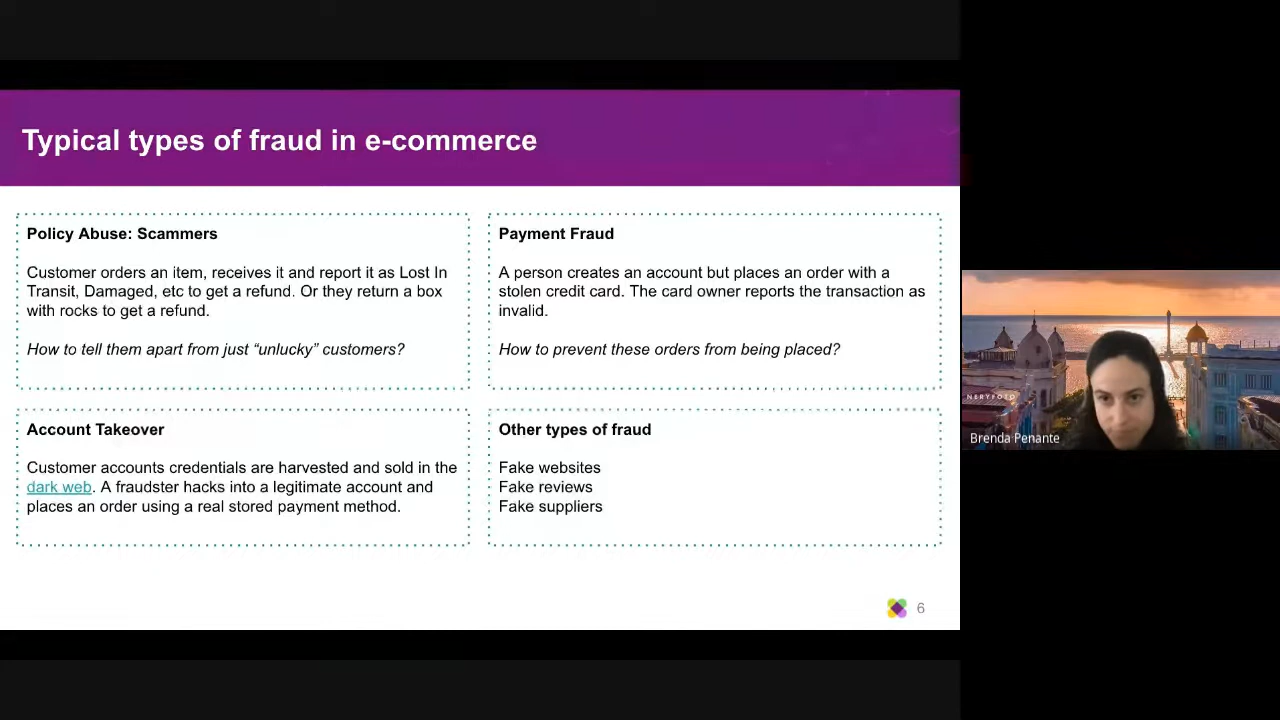 Typical types of fraud in e-commerce
Policy Abuse: Scammers
Customer orders an item, receives it and report it as Lost In
Transit, Damaged, etc to get a refund. Or they return a box
with rocks to get a refund.
How to tell them apart from just “unlucky” customers?
Payment Fraud
A person creates an account but places an order with a
stolen credit card. The card owner reports the transaction as
invalid.
How to prevent these orders from being placed?
Account Takeover
Customer accounts credentials are harvested and sold in the
dark web. A fraudster hacks into a legitimate account and
places an order using a real stored payment method.
Other types of fraud
Fake websites
Fake reviews
Fake suppliers
6
NERYFOTO
Brenda Penante